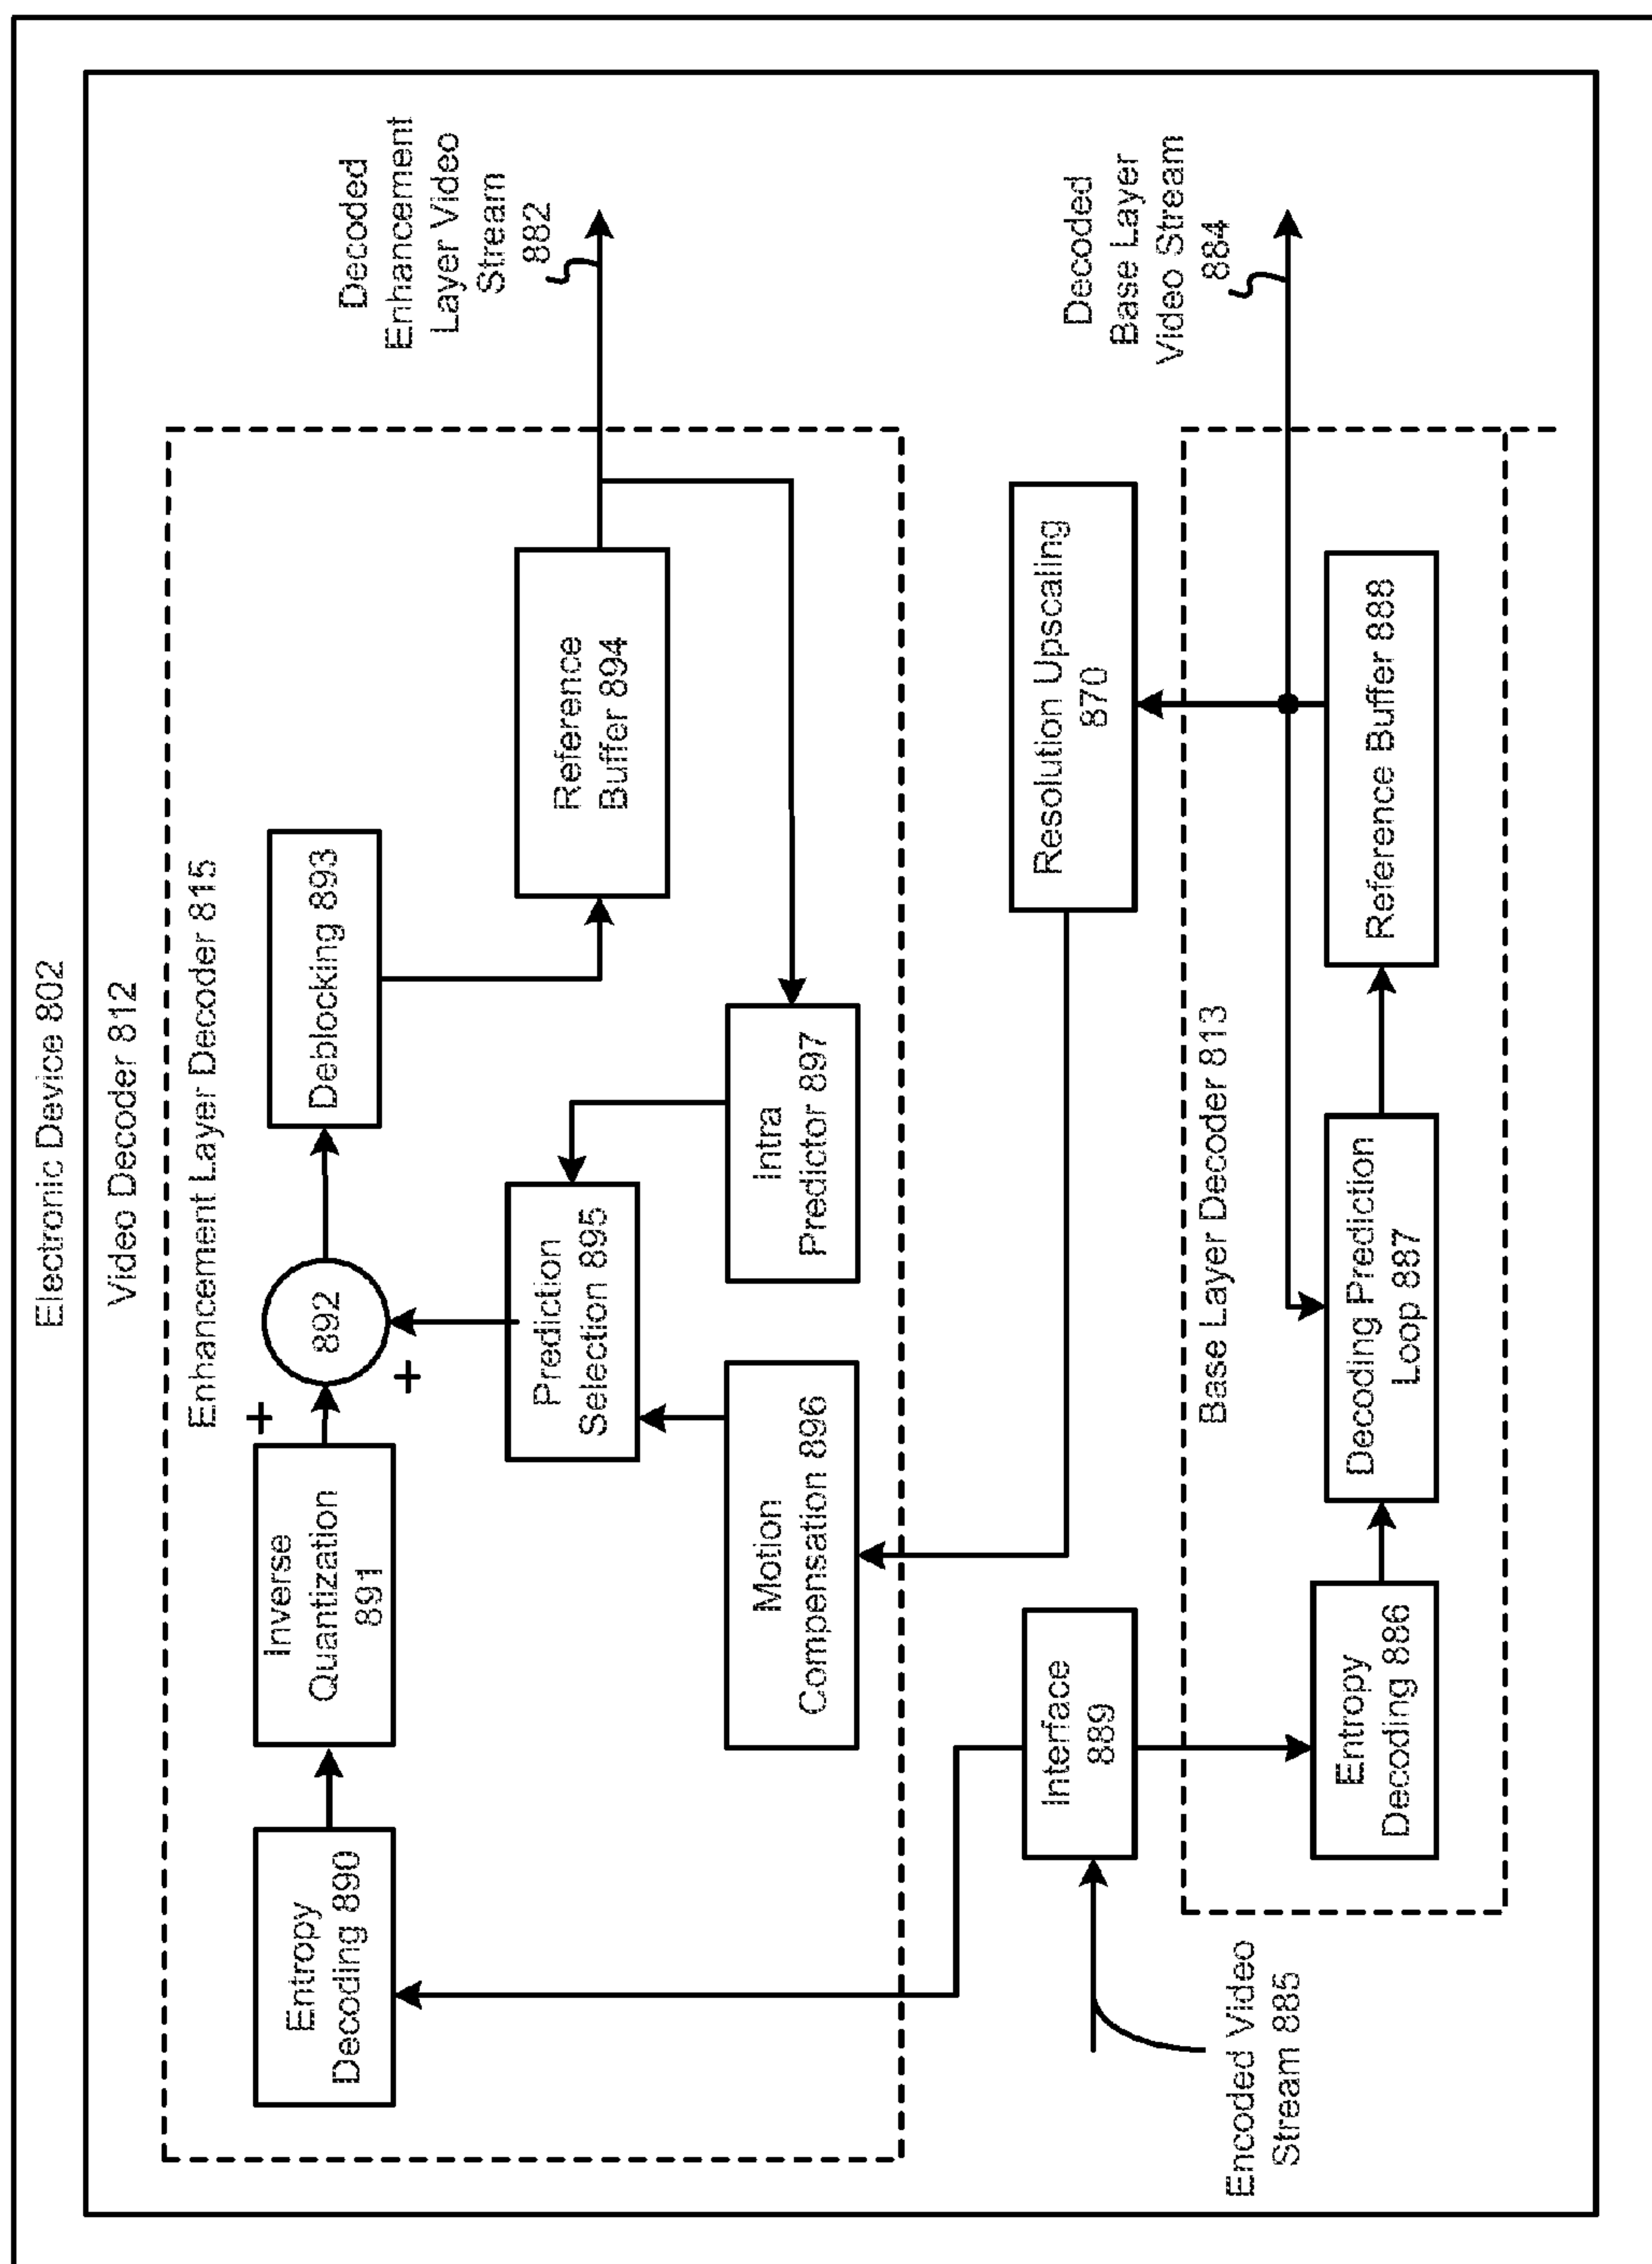 Electronic Device 802
Video Decoder 812
Enhancement Layer Decoder 815
Entropy
Decoding 890
Inverse
Quantization
891
+
892
+
Deblocking 893
Reference
Buffer 894
Decoded
Enhancement
Layer Video
Stream
882
Prediction
Selection 895
Motion
Compensation 896
Intra
Predictor 897
Encoded Video
Stream 885
Interface
889
Resolution Upscaling
870
Decoded
Base Layer
Video Stream
884
Base Layer Decoder 813
Entropy
Decoding 886
Decoding Prediction
Loop 887
Reference Buffer 888